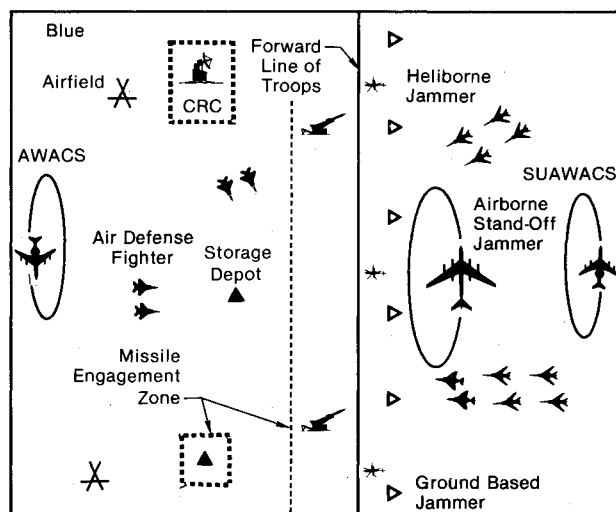 Blue
Airfield
CRC
Forward
Line of
Troops
Heliborne
Jammer
AWACS
SUAWACS
Air Defense
Fighter
Storage
Depot
Airborne
Stand-Off
Jammer
Missile
Engagement
Zone
Ground Based
Jammer